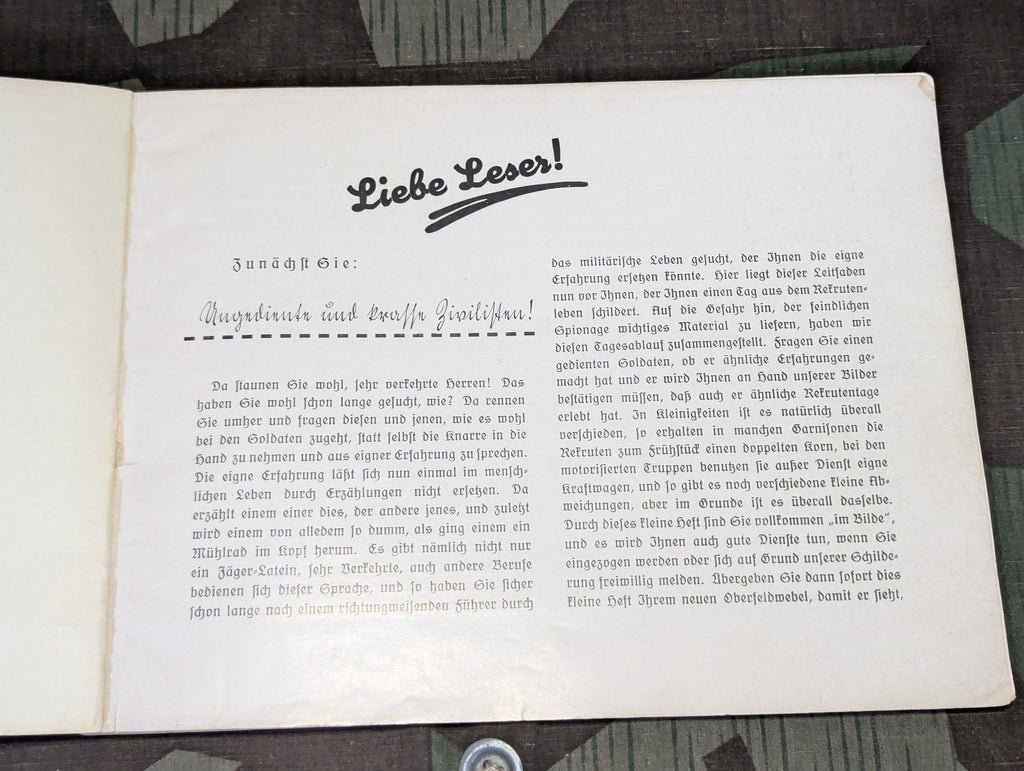 Liebe Leser!
Zunächst Sie:
Ungediente und krasse Zivilisten!
Da staunen Sie wohl, sehr verkehrte Herren! Das
haben Sie wohl schon lange gesucht, wie? Da rennen
Sie umher und fragen diesen und jenen, wie es wohl
bei den Soldaten zugeht, statt selbst die Knarre in die
Hand zu nehmen und aus eigner Erfahrung zu sprechen.
Die eigne Erfahrung läßt sich nun einmal im mensch-
lichen Leben durch Erzählungen nicht ersetzen. Da
erzählt einem einer dies, der andere jenes, und zuletzt
wird einem von alledem so dumm, als ging einem ein
Mühlrad im Kopf herum. Es gibt nämlich nicht nur
ein Jäger-Latein, sehr Verkehrte, auch andere Berufe
bedienen sich dieser Sprache, und so haben Sie sicher
schon lange nach einem richtungweisenden Führer durch
das militärische Leben gesucht, der Ihnen die eigne
Erfahrung ersetzen könnte. Hier liegt dieser Leitfaden
nun vor Ihnen, der Ihnen einen Tag aus dem Rekruten-
leben schildert. Auf die Gefahr hin, der feindlichen
Spionage wichtiges Material zu liefern, haben wir
diesen Tagesablauf zusammengestellt. Fragen Sie einen
gedienten Soldaten, ob er ähnliche Erfahrungen ge-
macht hat und er wird Ihnen an Hand unserer Bilder
bestätigen müssen, daß auch er ähnliche Rekrutentage
erlebt hat. In Kleinigkeiten ist es natürlich überall
verschieden, so erhalten in manchen Garnisonen die
Rekruten zum Frühstück einen doppelten Korn, bei den
motorisierten Truppen benutzen sie außer Dienst eigne
Kraftwagen, und so gibt es noch verschiedene kleine Ab-
weichungen, aber im Grunde ist es überall dasselbe.
Durch dieses kleine Heft sind Sie vollkommen „im Bilde“,
und es wird Ihnen auch gute Dienste tun, wenn Sie
eingezogen werden oder sich auf Grund unserer Schilde-
rung freiwillig melden. Übergeben Sie dann sofort dies
kleine Heft Ihrem neuen Oberfeldwebel, damit er sieht,